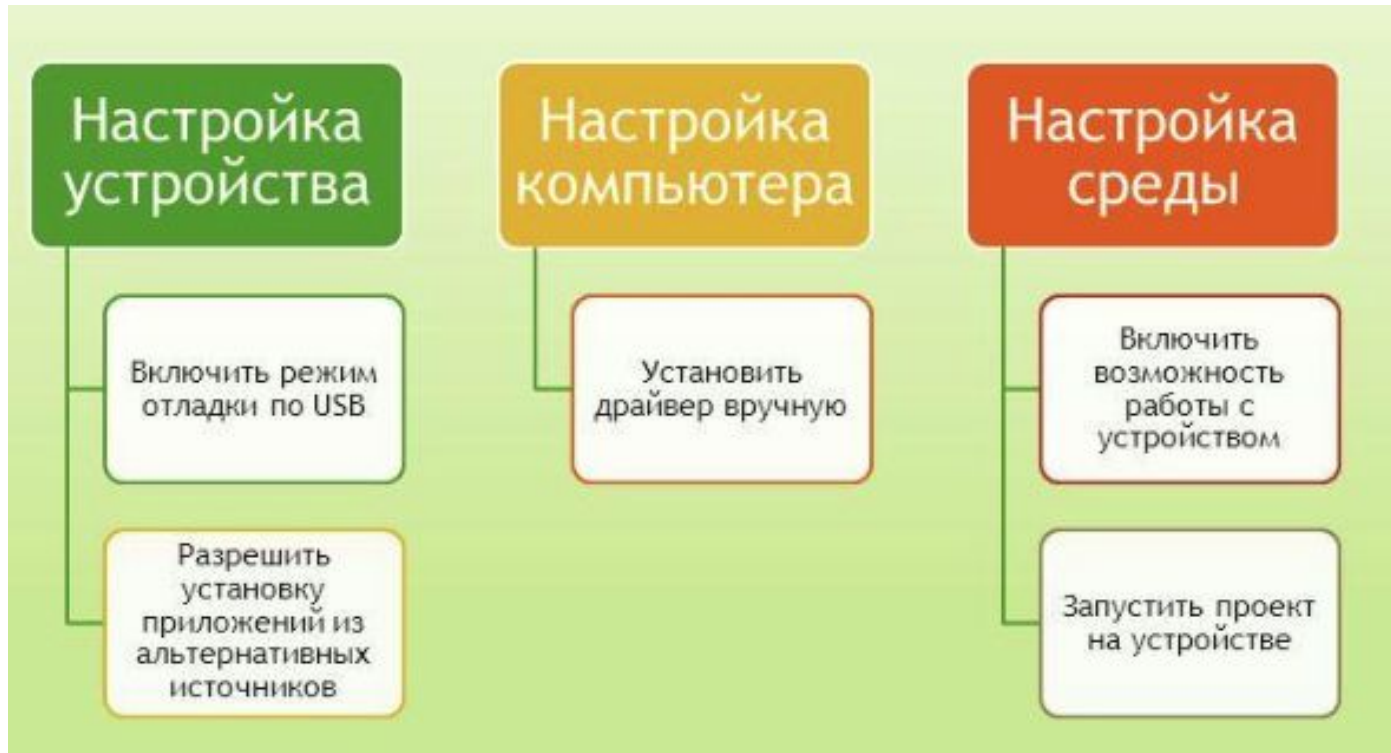 Настройка
устройства
Включить режим
отладки по USB
Разрешить
установку
приложений из
альтернативных
источников
Настройка
компьютера
Установить
драйвер вручную
Настройка
среды
Включить
возможность
работы с
устройством
Запустить проект
на устройстве